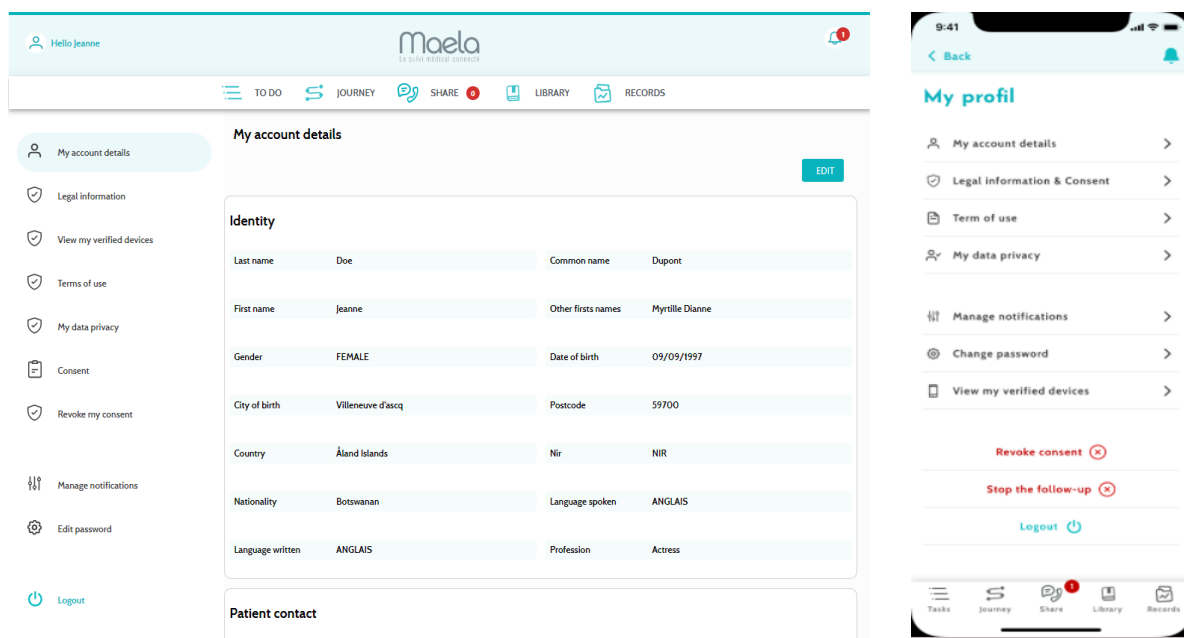 Hello Jeanne
Maela
Le suivi médical connecté
1
TO DO JOURNEY SHARE 0 LIBRARY RECORDS
My account details
Legal information
View my verified devices
Terms of use
My data privacy
Consent
Revoke my consent
Manage notifications
Edit password
Logout
My account details
EDIT
Identity
Last name Doe Common name Dupont
First name Jeanne Other firsts names Myrtille Dianne
Gender FEMALE Date of birth 09/09/1997
City of birth Villeneuve d'ascq Postcode 59700
Country Åland Islands Nir NIR
Nationality Botswanan Language spoken ANGLAIS
Language written ANGLAIS Profession Actress
Patient contact
9:41
Back
My profil
My account details
Legal information & Consent
Term of use
My data privacy
Manage notifications
Change password
View my verified devices
Revoke consent
Stop the follow-up
Logout
1
Tasks Journey Share Library Records